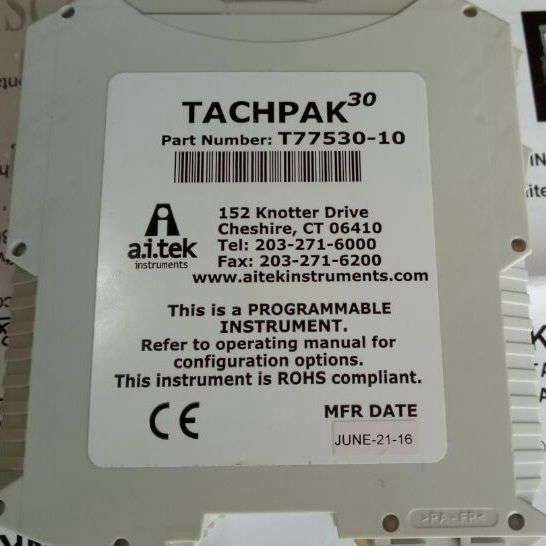 TACHPAK30
Part Number: T77530-10
a.i.tek
instruments
152 Knotter Drive
Cheshire, CT 06410
Tel: 203-271-6000
Fax: 203-271-6200
www.aitekinstruments.com
This is a PROGRAMMABLE
INSTRUMENT.
Refer to operating manual for
configuration options.
This instrument is ROHS compliant.
CE
MFR DATE
JUNE-21-16
>PA-FR<